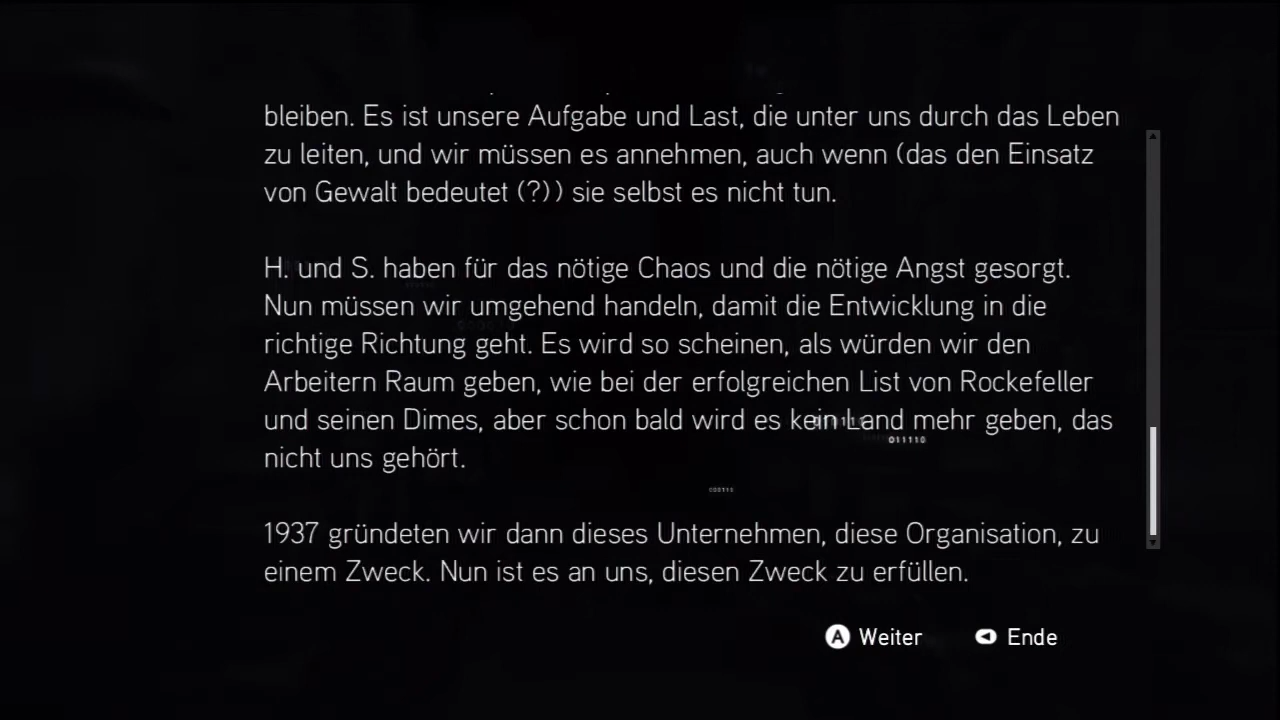 bleiben. Es ist unsere Aufgabe und Last, die unter uns durch das Leben
zu leiten, und wir müssen es annehmen, auch wenn (das den Einsatz
von Gewalt bedeutet (?)) sie selbst es nicht tun.
H. und S. haben für das nötige Chaos und die nötige Angst gesorgt.
Nun müssen wir umgehend handeln, damit die Entwicklung in die
richtige Richtung geht. Es wird so scheinen, als würden wir den
Arbeitern Raum geben, wie bei der erfolgreichen List von Rockefeller
und seinen Dimes, aber schon bald wird es kein Land mehr geben, das
011110
nicht uns gehört.
000111
1937 gründeten wir dann dieses Unternehmen, diese Organisation, zu
einem Zweck. Nun ist es an uns, diesen Zweck zu erfüllen.
A Weiter
Ende